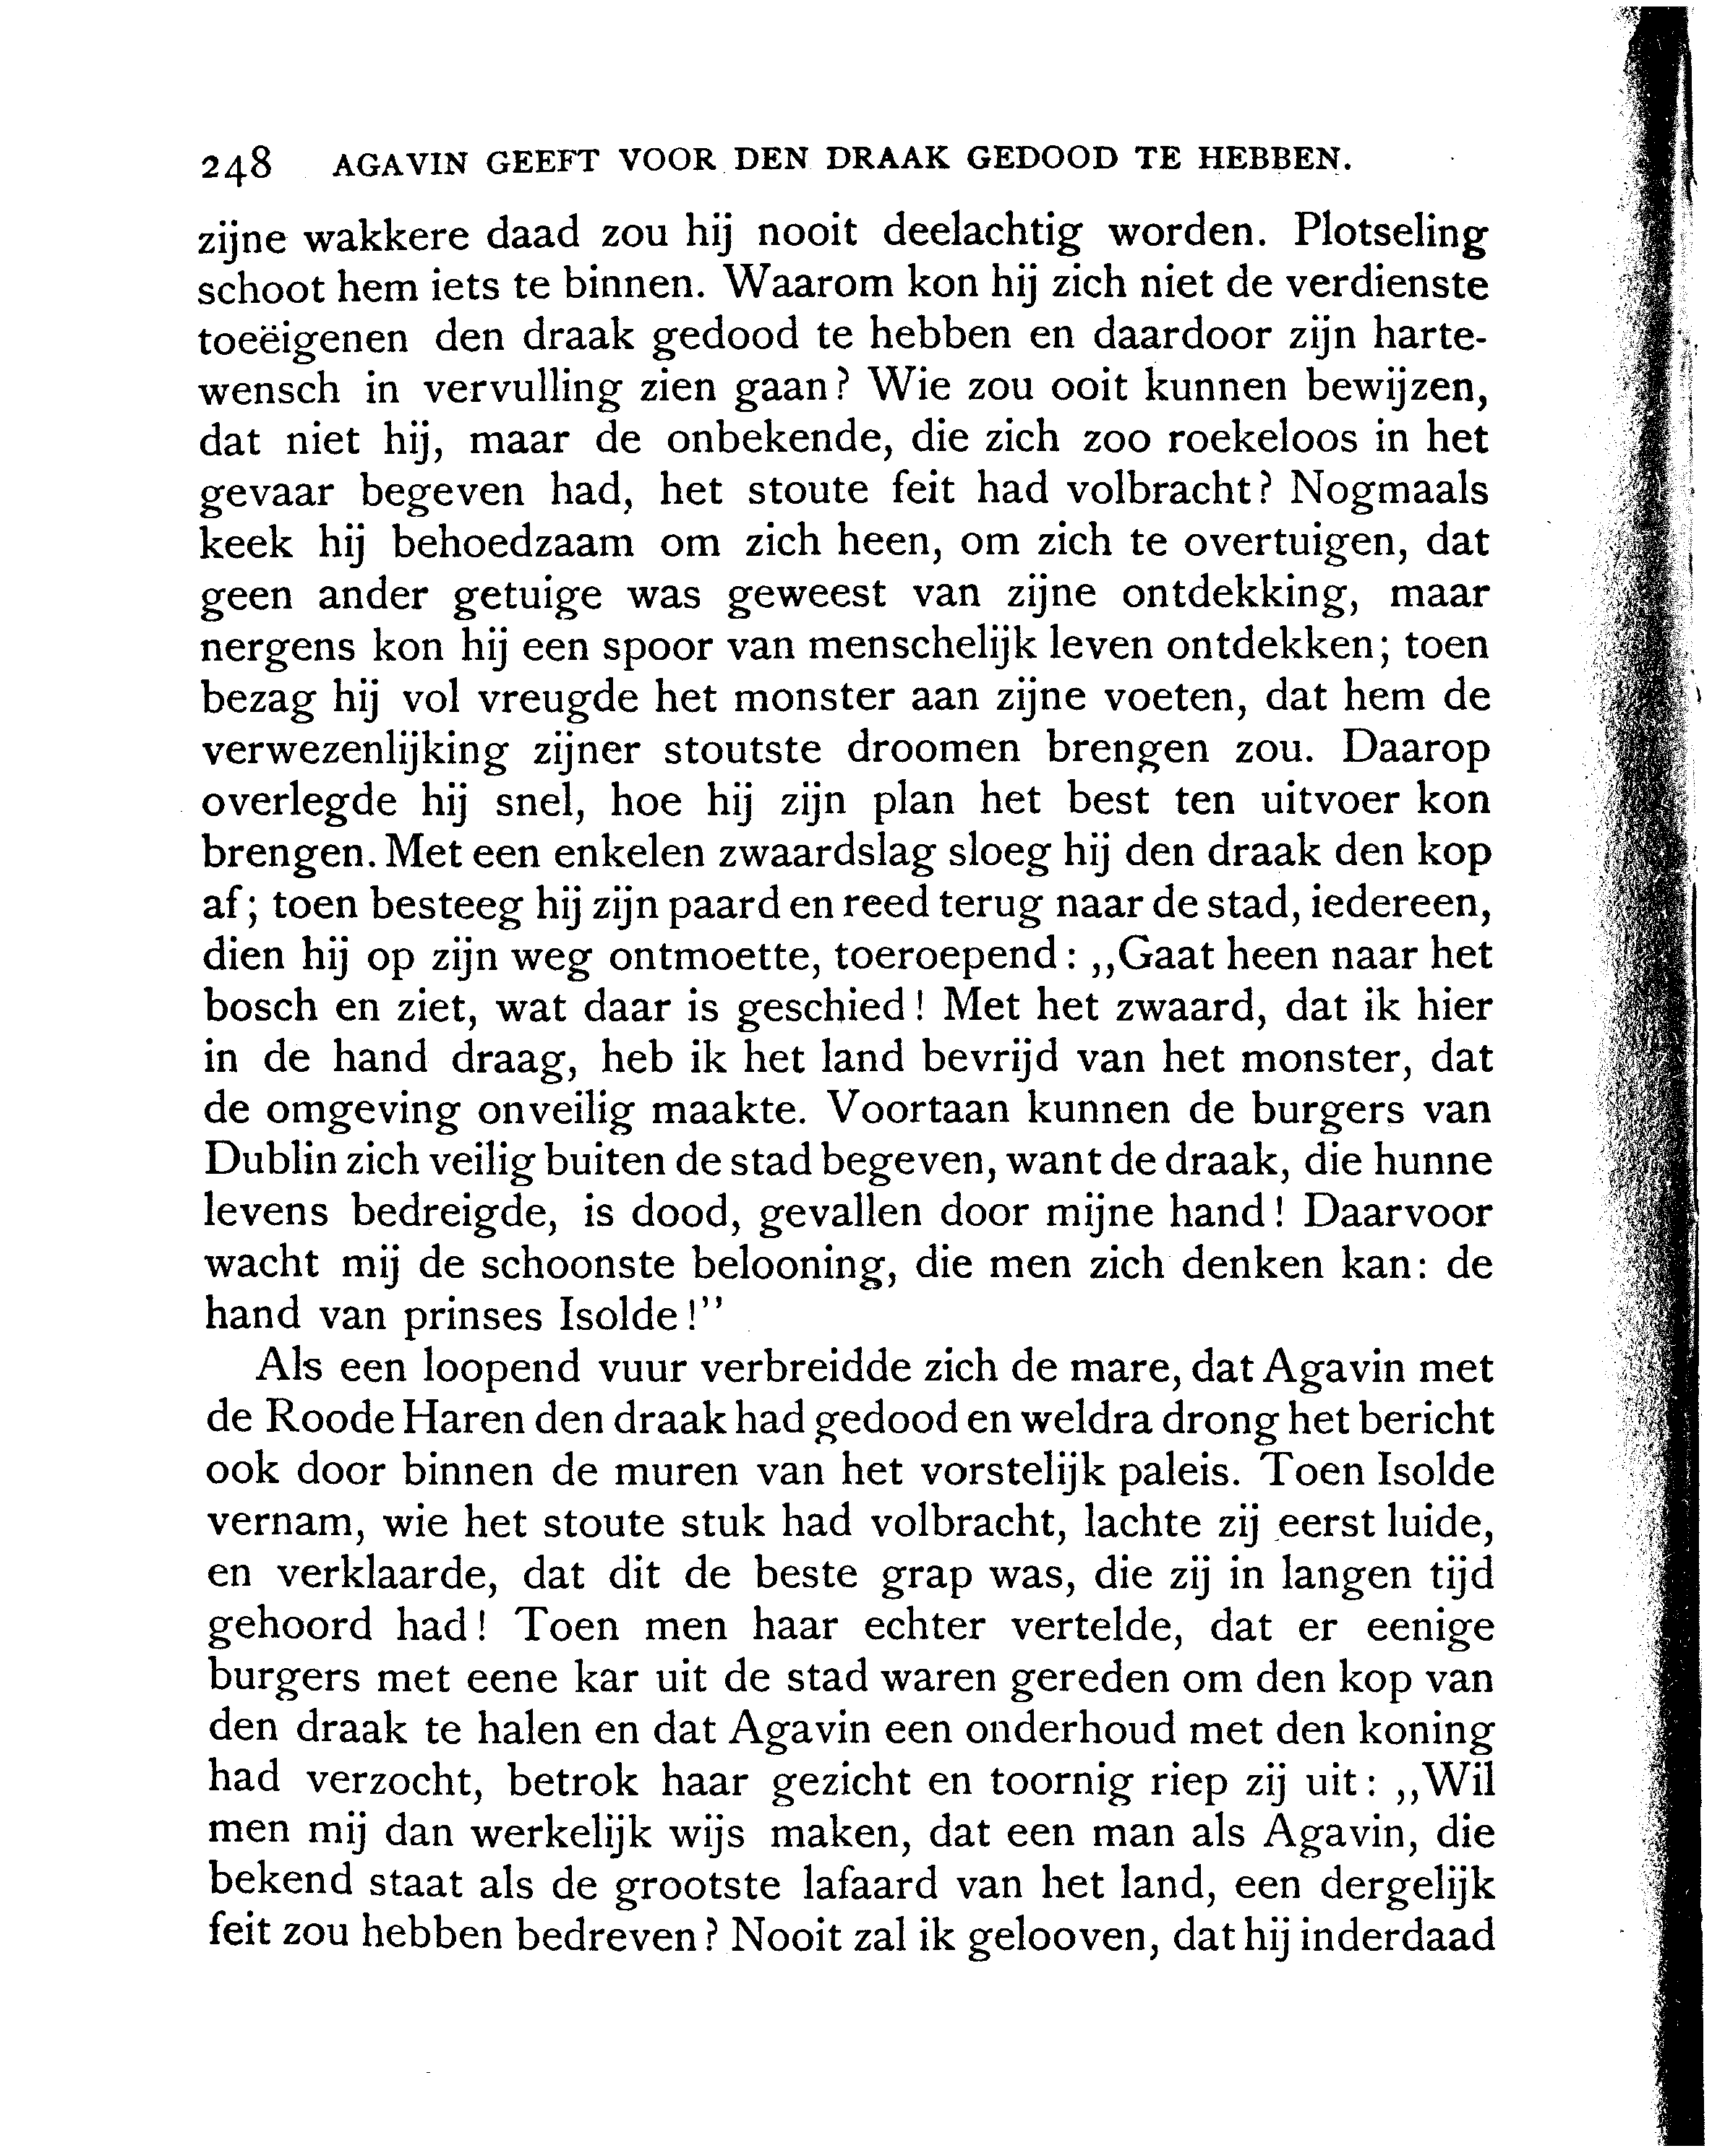 248 AGAVIN GEEFT VOOR DEN DRAAK GEDOOD TE HEBBEN.
zijne wakkere daad zou hij nooit deelachtig worden. Plotseling
schoot hem iets te binnen. Waarom kon hij zich niet de verdienste
toeëigenen den draak gedood te hebben en daardoor zijn harte-
wensch in vervulling zien gaan? Wie zou ooit kunnen bewijzen,
dat niet hij, maar de onbekende, die zich zoo roekeloos in het
gevaar begeven had, het stoute feit had volbracht? Nogmaals
keek hij behoedzaam om zich heen, om zich te overtuigen, dat
geen ander getuige was geweest van zijne ontdekking, maar
nergens kon hij een spoor van menschelijk leven ontdekken; toen
bezag hij vol vreugde het monster aan zijne voeten, dat hem de
verwezenlijking zijner stoutste droomen brengen zou. Daarop
overlegde hij snel, hoe hij zijn plan het best ten uitvoer kon
brengen. Met een enkelen zwaardslag sloeg hij den draak den kop
af; toen besteeg hij zijn paard en reed terug naar de stad, iedereen,
dien hij op zijn weg ontmoette, toeroepend: ,,Gaat heen naar het
bosch en ziet, wat daar is geschied! Met het zwaard, dat ik hier
in de hand draag, heb ik het land bevrijd van het monster, dat
de omgeving onveilig maakte. Voortaan kunnen de burgers van
Dublin zich veilig buiten de stad begeven, want de draak, die hunne
levens bedreigde, is dood, gevallen door mijne hand! Daarvoor
wacht mij de schoonste belooning, die men zich denken kan: de
hand van prinses Isolde!''
Als een loopend vuur verbreidde zich de mare, dat Agavin met
de Roode Haren den draak had gedood en weldra drong het bericht
ook door binnen de muren van het vorstelijk paleis. Toen Isolde
vernam, wie het stoute stuk had volbracht, lachte zij eerst luide,
en verklaarde, dat dit de beste grap was, die zij in langen tijd
gehoord had! Toen men haar echter vertelde, dat er eenige
burgers met eene kar uit de stad waren gereden om den kop van
den draak te halen en dat Agavin een onderhoud met den koning
had verzocht, betrok haar gezicht en toornig riep zij uit: ,,Wil
men mij dan werkelijk wijs maken, dat een man als Agavin, die
bekend staat als de grootste lafaard van het land, een dergelijk
feit zou hebben bedreven? Nooit zal ik gelooven, dat hij inderdaad